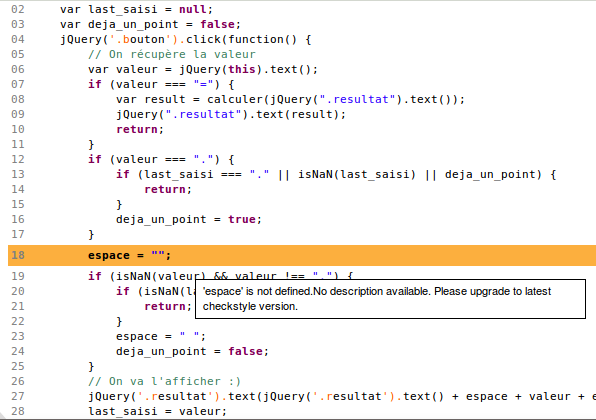 02 var last_saisi = null;
03 var deja_un_point = false;
04 jQuery('.bouton').click(function() {
05 // On récupère la valeur
06 var valeur = jQuery(this).text();
07 if (valeur === "=") {
08 var result = calculer(jQuery(".resultat").text());
09 jQuery(".resultat").text(result);
10 return;
11 }
12 if (valeur === ".") {
13 if (last_saisi === "." || isNaN(last_saisi) || deja_un_point) {
14 return;
15 }
16 deja_un_point = true;
17 }
18 espace = "";
19 if (isNaN(valeur) && valeur !== ".") {
20 if (isNaN(la
'espace' is not defined.No description available. Please upgrade to latest
21 return;
checkstyle version.
22 }
23 espace = " ";
24 deja_un_point = false;
25 }
26 // On va l'afficher :)
27 jQuery('.resultat').text(jQuery('.resultat').text() + espace + valeur + e
28 last_saisi = valeur;